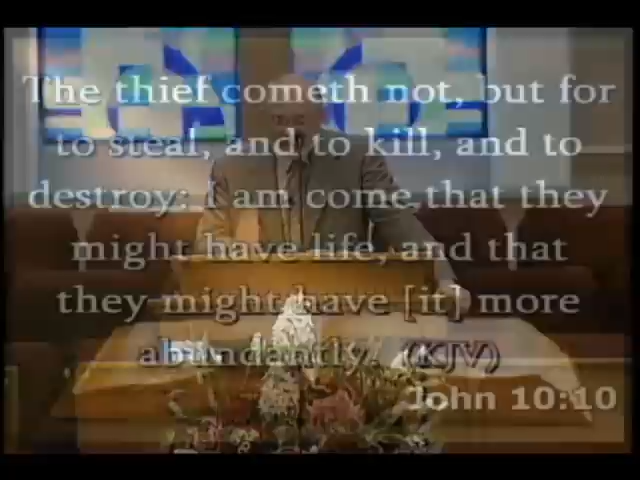 The thief cometh not, but for
to steal, and to kill, and to
destroy: I am come that they
might have life, and that
they might have [it] more
abundantly. (KJV)
John 10:10